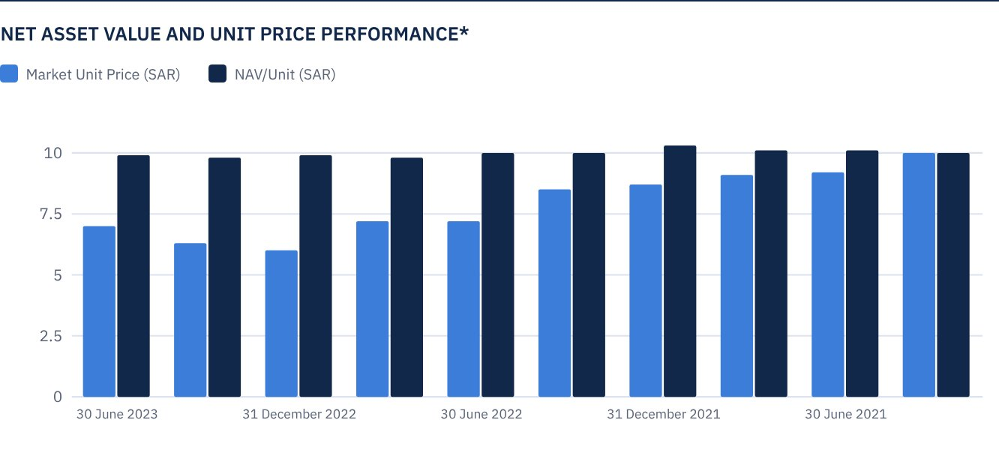 NET ASSET VALUE AND UNIT PRICE PERFORMANCE*
Market Unit Price (SAR) NAV/Unit (SAR)
10
7.5
5
2.5
0
30 June 2023 31 December 2022 30 June 2022 31 December 2021 30 June 2021